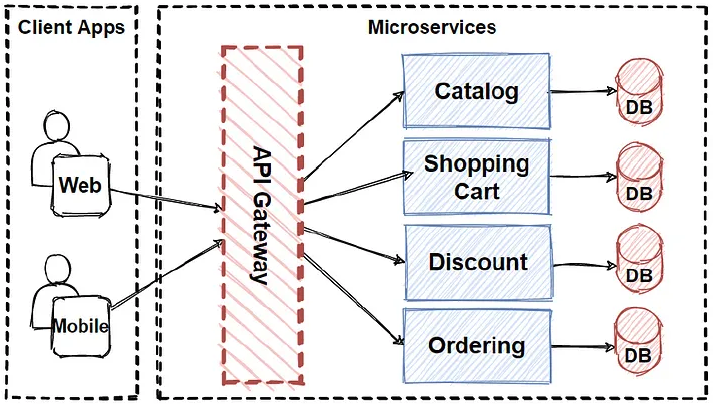 Client Apps
Microservices
Web
Mobile
API Gateway
Catalog
DB
Shopping
Cart
DB
Discount
DB
Ordering
DB